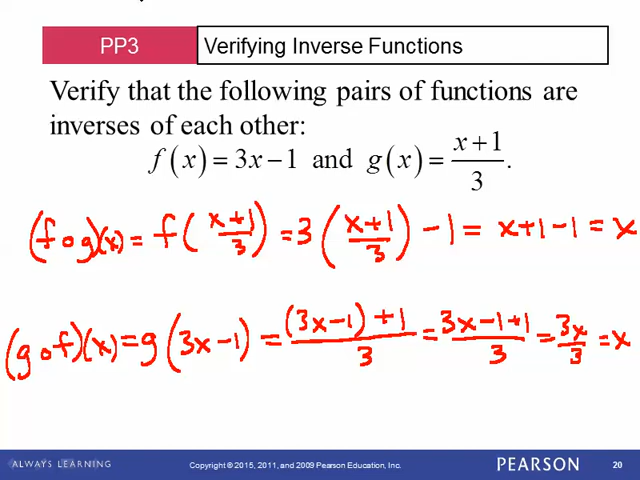 PP3 Verifying Inverse Functions
Verify that the following pairs of functions are
inverses of each other:
f(x) = 3x − 1 and g(x) = (x + 1)/3.
(f∘g)(x) = f((x+1)/3) = 3((x+1)/3) − 1 = x+1−1 = x
(g∘f)(x) = g(3x−1) = ((3x−1)+1)/3 = (3x−1+1)/3 = 3x/3 = x
ALWAYS LEARNING Copyright © 2015, 2011, and 2009 Pearson Education, Inc. PEARSON 20